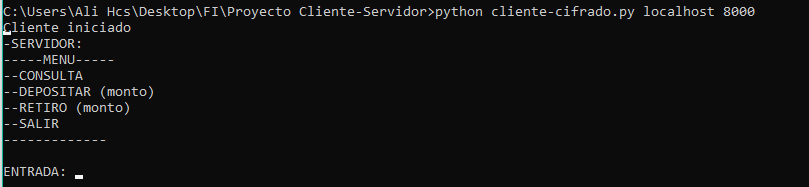 C:\Users\Ali Hcs\Desktop\FI\Proyecto Cliente-Servidor>python cliente-cifrado.py localhost 8000
Cliente iniciado
-SERVIDOR:
-----MENU-----
--CONSULTA
--DEPOSITAR (monto)
--RETIRO (monto)
--SALIR
-------------
ENTRADA: